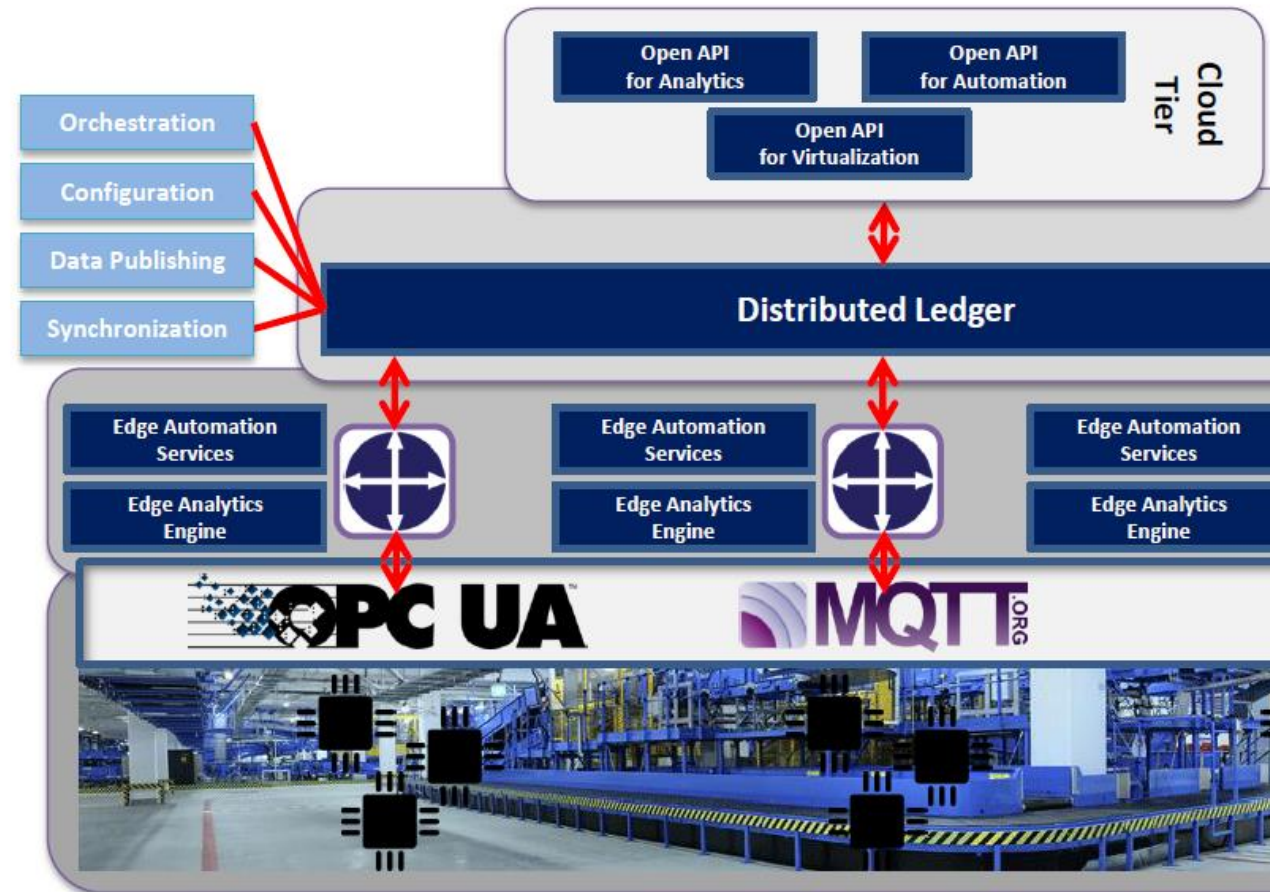 Open API
for Analytics
Open API
for Automation
Open API
for Virtualization
Cloud
Tier
Orchestration
Configuration
Data Publishing
Synchronization
Distributed Ledger
Edge Automation
Services
Edge Analytics
Engine
Edge Automation
Services
Edge Analytics
Engine
Edge Automation
Services
Edge Analytics
Engine
OPC UA™
MQTT.ORG